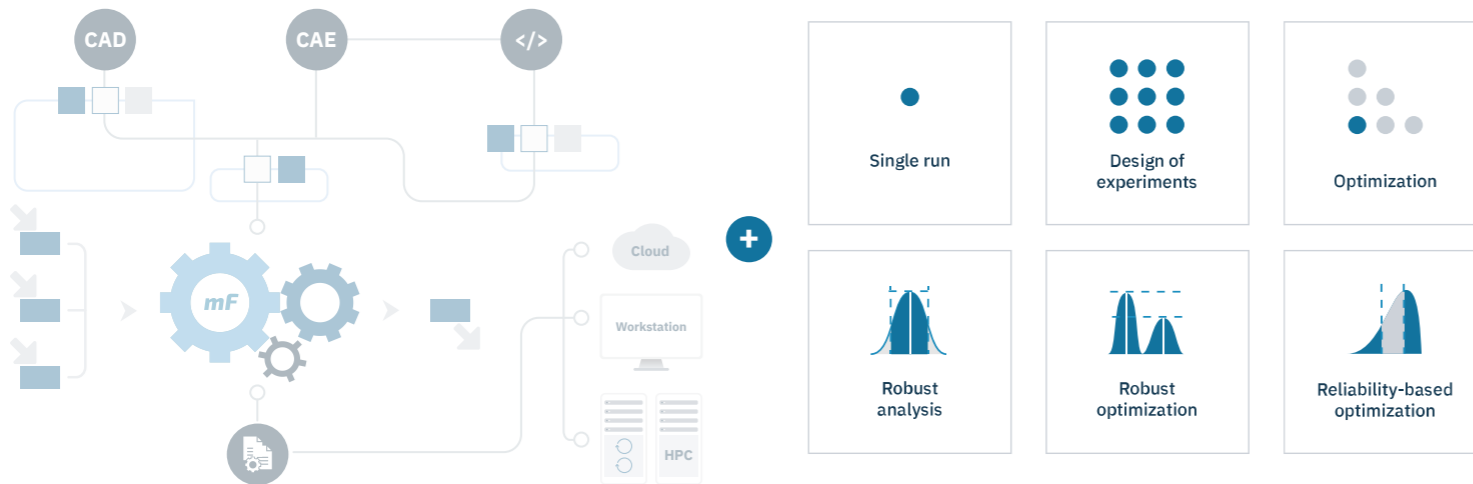 CAD
CAE
</>
mF
Cloud
Workstation
HPC
+
Single run
Design of
experiments
Optimization
Robust
analysis
Robust
optimization
Reliability-based
optimization